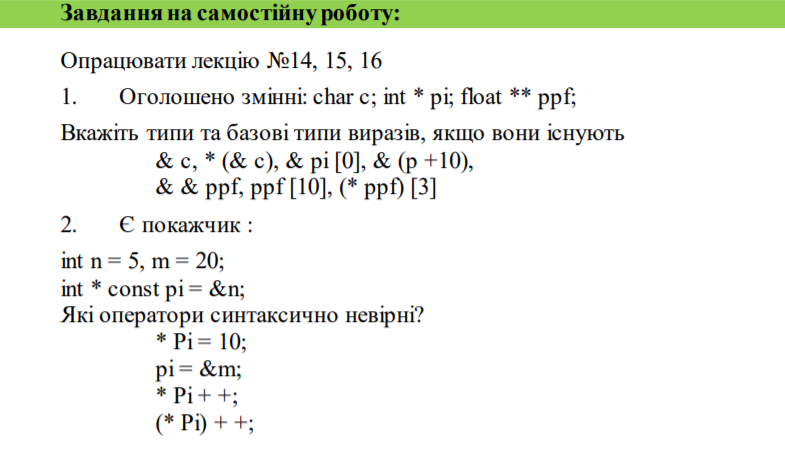 Завдання на самостійну роботу:
Опрацювати лекцію №14, 15, 16
1. Оголошено змінні: char c; int * pi; float ** ppf;
Вкажіть типи та базові типи виразів, якщо вони існують
& c, * (& c), & pi [0], & (p +10),
& & ppf, ppf [10], (* ppf) [3]
2. Є покажчик :
int n = 5, m = 20;
int * const pi = &n;
Які оператори синтаксично невірні?
* Pi = 10;
pi = &m;
* Pi + +;
(* Pi) + +;